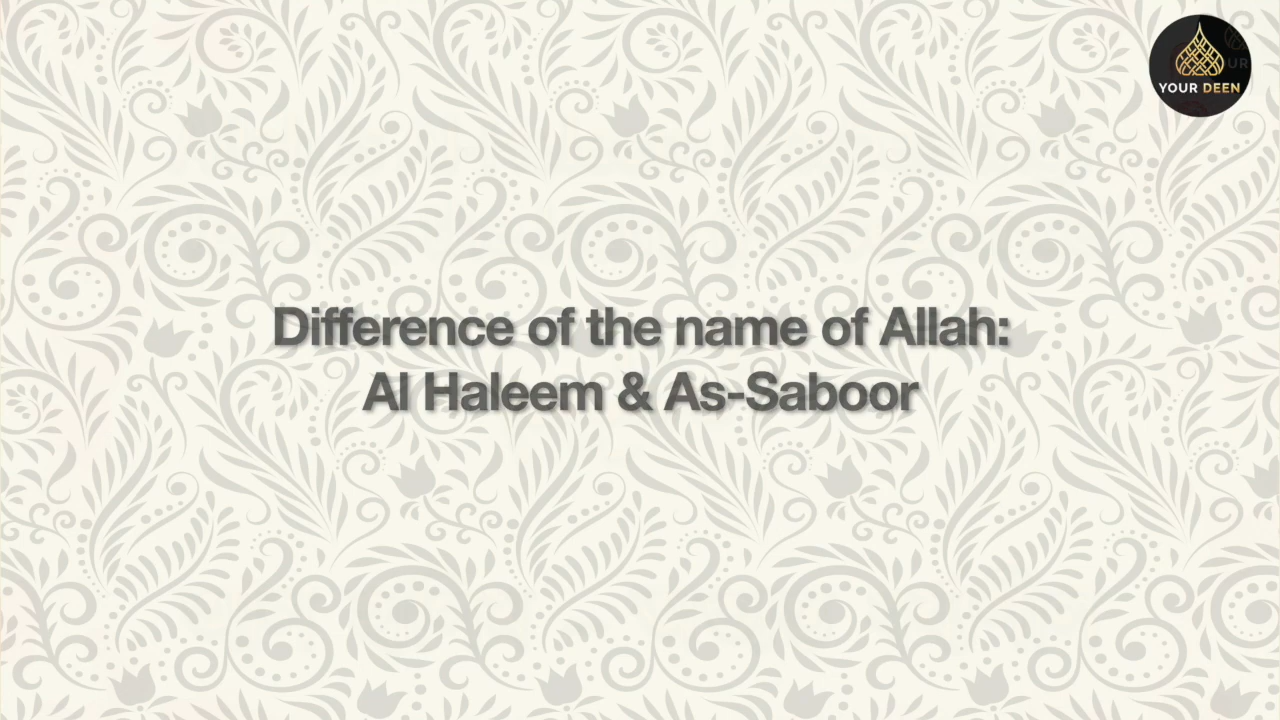 YOUR DEEN
Difference of the name of Allah:
Al Haleem & As-Saboor